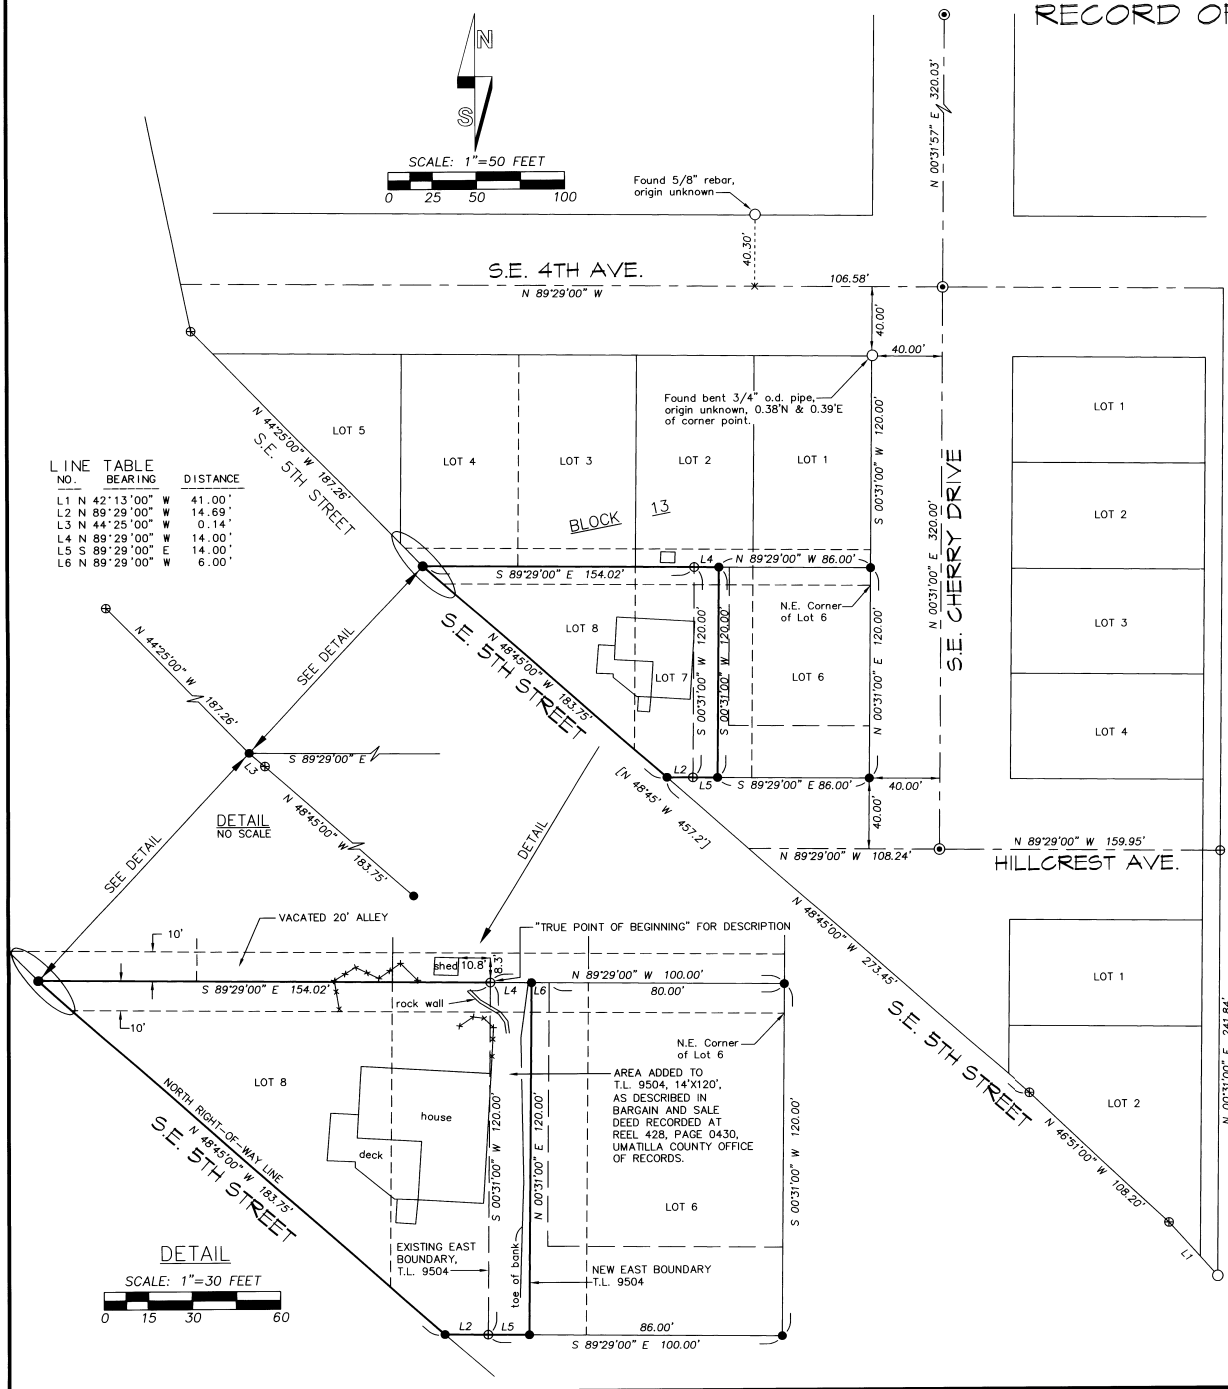 RECORD OF
N
S
SCALE: 1"=50 FEET
0 25 50 100
Found 5/8" rebar,
origin unknown
40.30'
N 00°31'57" E 320.03'
S.E. 4TH AVE.
N 89°29'00" W
106.58'
40.00'
40.00'
Found bent 3/4" o.d. pipe,
origin unknown, 0.38'N & 0.39'E
of corner point.
N 44°25'00" W 187.26'
S.E. 5TH STREET
LOT 5
LOT 4
LOT 3
LOT 2
LOT 1
BLOCK 13
S 00°31'00" W 120.00'
N 00°31'00" E 320.00'
S.E. CHERRY DRIVE
LOT 1
LOT 2
LOT 3
LOT 4
LINE TABLE
NO. BEARING DISTANCE
L1 N 42°13'00" W 41.00'
L2 N 89°29'00" W 14.69'
L3 N 44°25'00" W 0.14'
L4 N 89°29'00" W 14.00'
L5 S 89°29'00" E 14.00'
L6 N 89°29'00" W 6.00'
S 89°29'00" E 154.02'
L4
N 89°29'00" W 86.00'
N.E. Corner
of Lot 6
LOT 8
LOT 7
LOT 6
S 00°31'00" W 120.00'
S 00°31'00" W 120.00'
N 00°31'00" E 120.00'
N 48°45'00" W 183.75'
S.E. 5TH STREET
L2
L5
S 89°29'00" E 86.00'
40.00'
40.00'
[N 48°45' W 457.2']
N 89°29'00" W 108.24'
N 89°29'00" W 159.95'
HILLCREST AVE.
SEE DETAIL
N 44°25'00" W 187.26'
S 89°29'00" E
L3
N 48°45'00" W 183.75'
DETAIL
NO SCALE
SEE DETAIL
DETAIL
N 48°45'00" W 273.45'
S.E. 5TH STREET
LOT 1
LOT 2
N 00°31'00" E 241.84'
N 46°51'00" W 108.20'
L1
10'
VACATED 20' ALLEY
"TRUE POINT OF BEGINNING" FOR DESCRIPTION
shed
10.8'
8.3'
N 89°29'00" W 100.00'
S 89°29'00" E 154.02'
L4
L6
80.00'
rock wall
10'
N.E. Corner
of Lot 6
LOT 8
AREA ADDED TO
T.L. 9504, 14'X120',
AS DESCRIBED IN
BARGAIN AND SALE
DEED RECORDED AT
REEL 428, PAGE 0430,
UMATILLA COUNTY OFFICE
OF RECORDS.
house
deck
NORTH RIGHT-OF-WAY LINE
N 48°45'00" W 183.75'
S.E. 5TH STREET
S 00°31'00" W 120.00'
N 00°31'00" E 120.00'
S 00°31'00" W 120.00'
LOT 6
EXISTING EAST
BOUNDARY,
T.L. 9504
toe of bank
NEW EAST BOUNDARY
T.L. 9504
DETAIL
SCALE: 1"=30 FEET
0 15 30 60
L2
L5
86.00'
S 89°29'00" E 100.00'